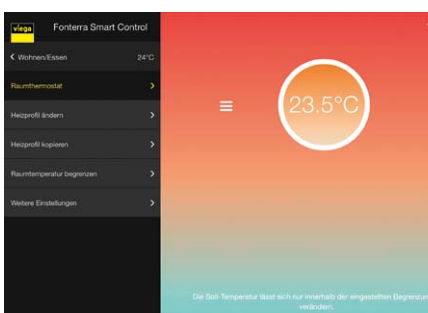 viega
Fonterra Smart Control
Wohnen/Essen 24°C
Raumthermostat
Heizprofil ändern
Heizprofil kopieren
Raumtemperatur begrenzen
Weitere Einstellungen
23.5°C
Die Soll-Temperatur lässt sich nur innerhalb der eingestellten Begrenzun
verändern.